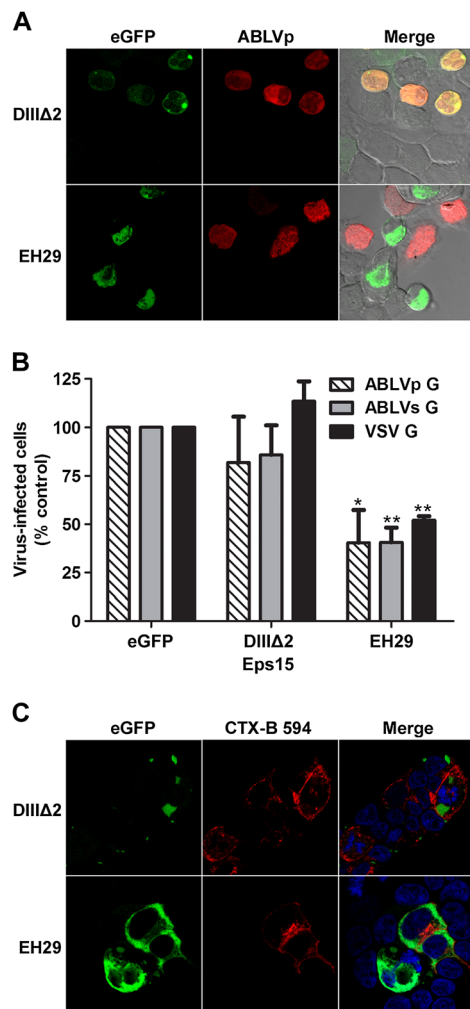 A
eGFP
ABLVp
Merge
DIIIΔ2
EH29
B
Virus-infected cells
(% control)
125
100
75
50
25
0
ABLVp G
ABLVs G
VSV G
*
**
**
eGFP
DIIIΔ2
EH29
Eps15
C
eGFP
CTX-B 594
Merge
DIIIΔ2
EH29